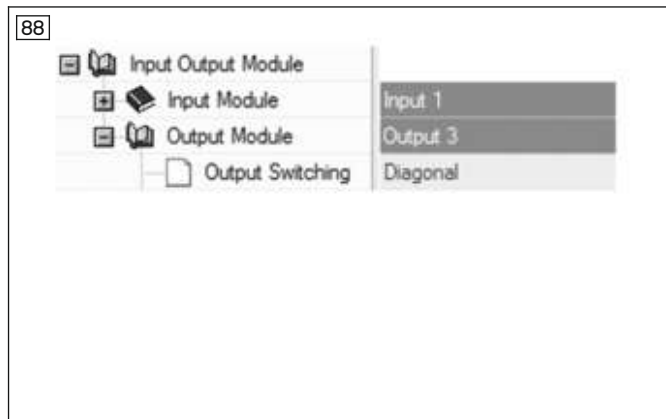 88
Input Output Module
Input Module Input 1
Output Module Output 3
Output Switching Diagonal